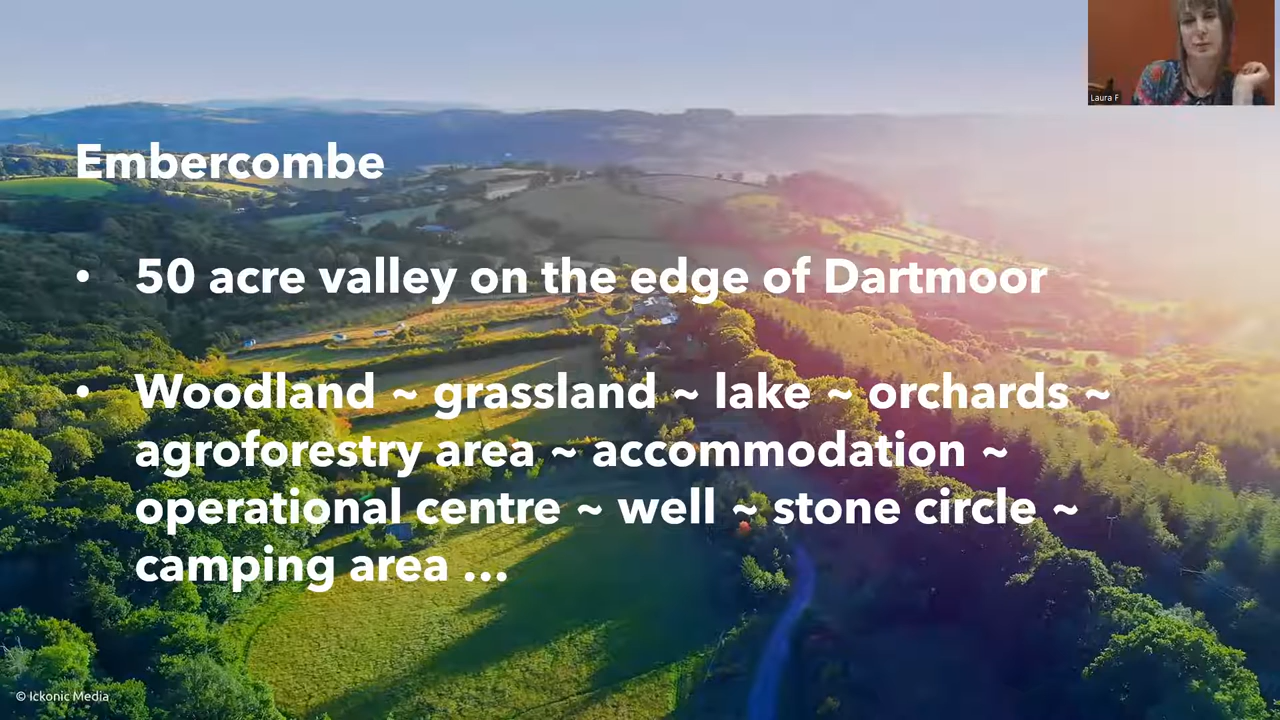 Laura F
Embercombe
• 50 acre valley on the edge of Dartmoor
• Woodland ~ grassland ~ lake ~ orchards ~
agroforestry area ~ accommodation ~
operational centre ~ well ~ stone circle ~
camping area ...
© Ickonic Media